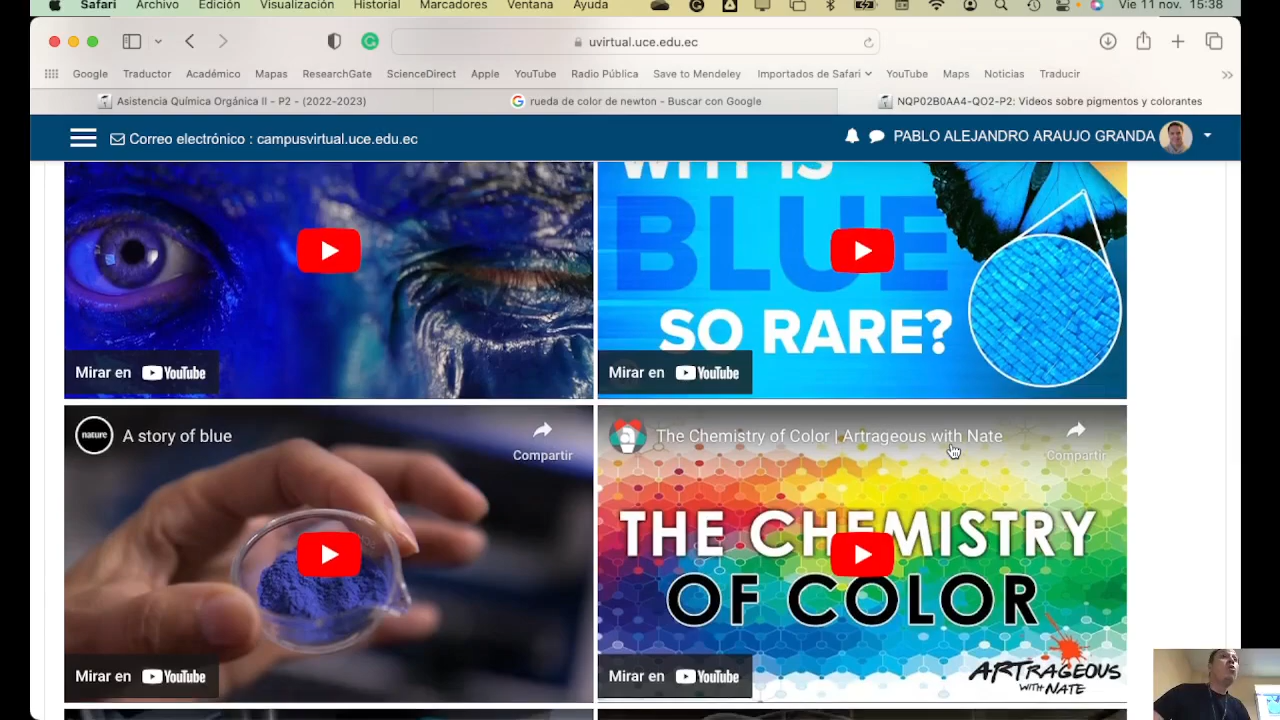 Safari Archivo Edición Visualización Historial Marcadores Ventana Ayuda Vie 11 nov. 15:38
uvirtual.uce.edu.ec
Google Traductor Académico Mapas ResearchGate ScienceDirect Apple YouTube Radio Pública Save to Mendeley Importados de Safari YouTube Maps Noticias Traducir
Asistencia Química Orgánica II - P2 - (2022-2023) rueda de color de newton - Buscar con Google NQP02B0AA4-QO2-P2: Videos sobre pigmentos y colorantes
Correo electrónico : campusvirtual.uce.edu.ec PABLO ALEJANDRO ARAUJO GRANDA
WHY IS
BLUE
SO RARE?
Mirar en YouTube
Mirar en YouTube
nature A story of blue
Compartir
Mirar en YouTube
The Chemistry of Color | Artrageous with Nate
Compartir
THE CHEMISTRY
OF COLOR
ARTRAGEOUS
WITH NATE
Mirar en YouTube